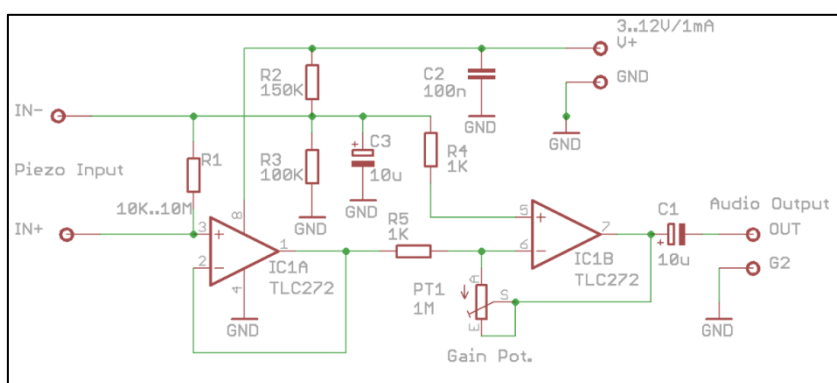 3..12V/1mA
V+
GND
GND
R2
150K
C2
100n
GND
IN-
Piezo Input
R1
10K..10M
IN+
R3
100K
GND
+
C3
10u
GND
R4
1K
3
+
2
-
8
4
1
IC1A
TLC272
GND
R5
1K
5
+
6
-
7
IC1B
TLC272
C1
+
10u
Audio Output
OUT
G2
GND
PT1
1M
A
S
E
Gain Pot.